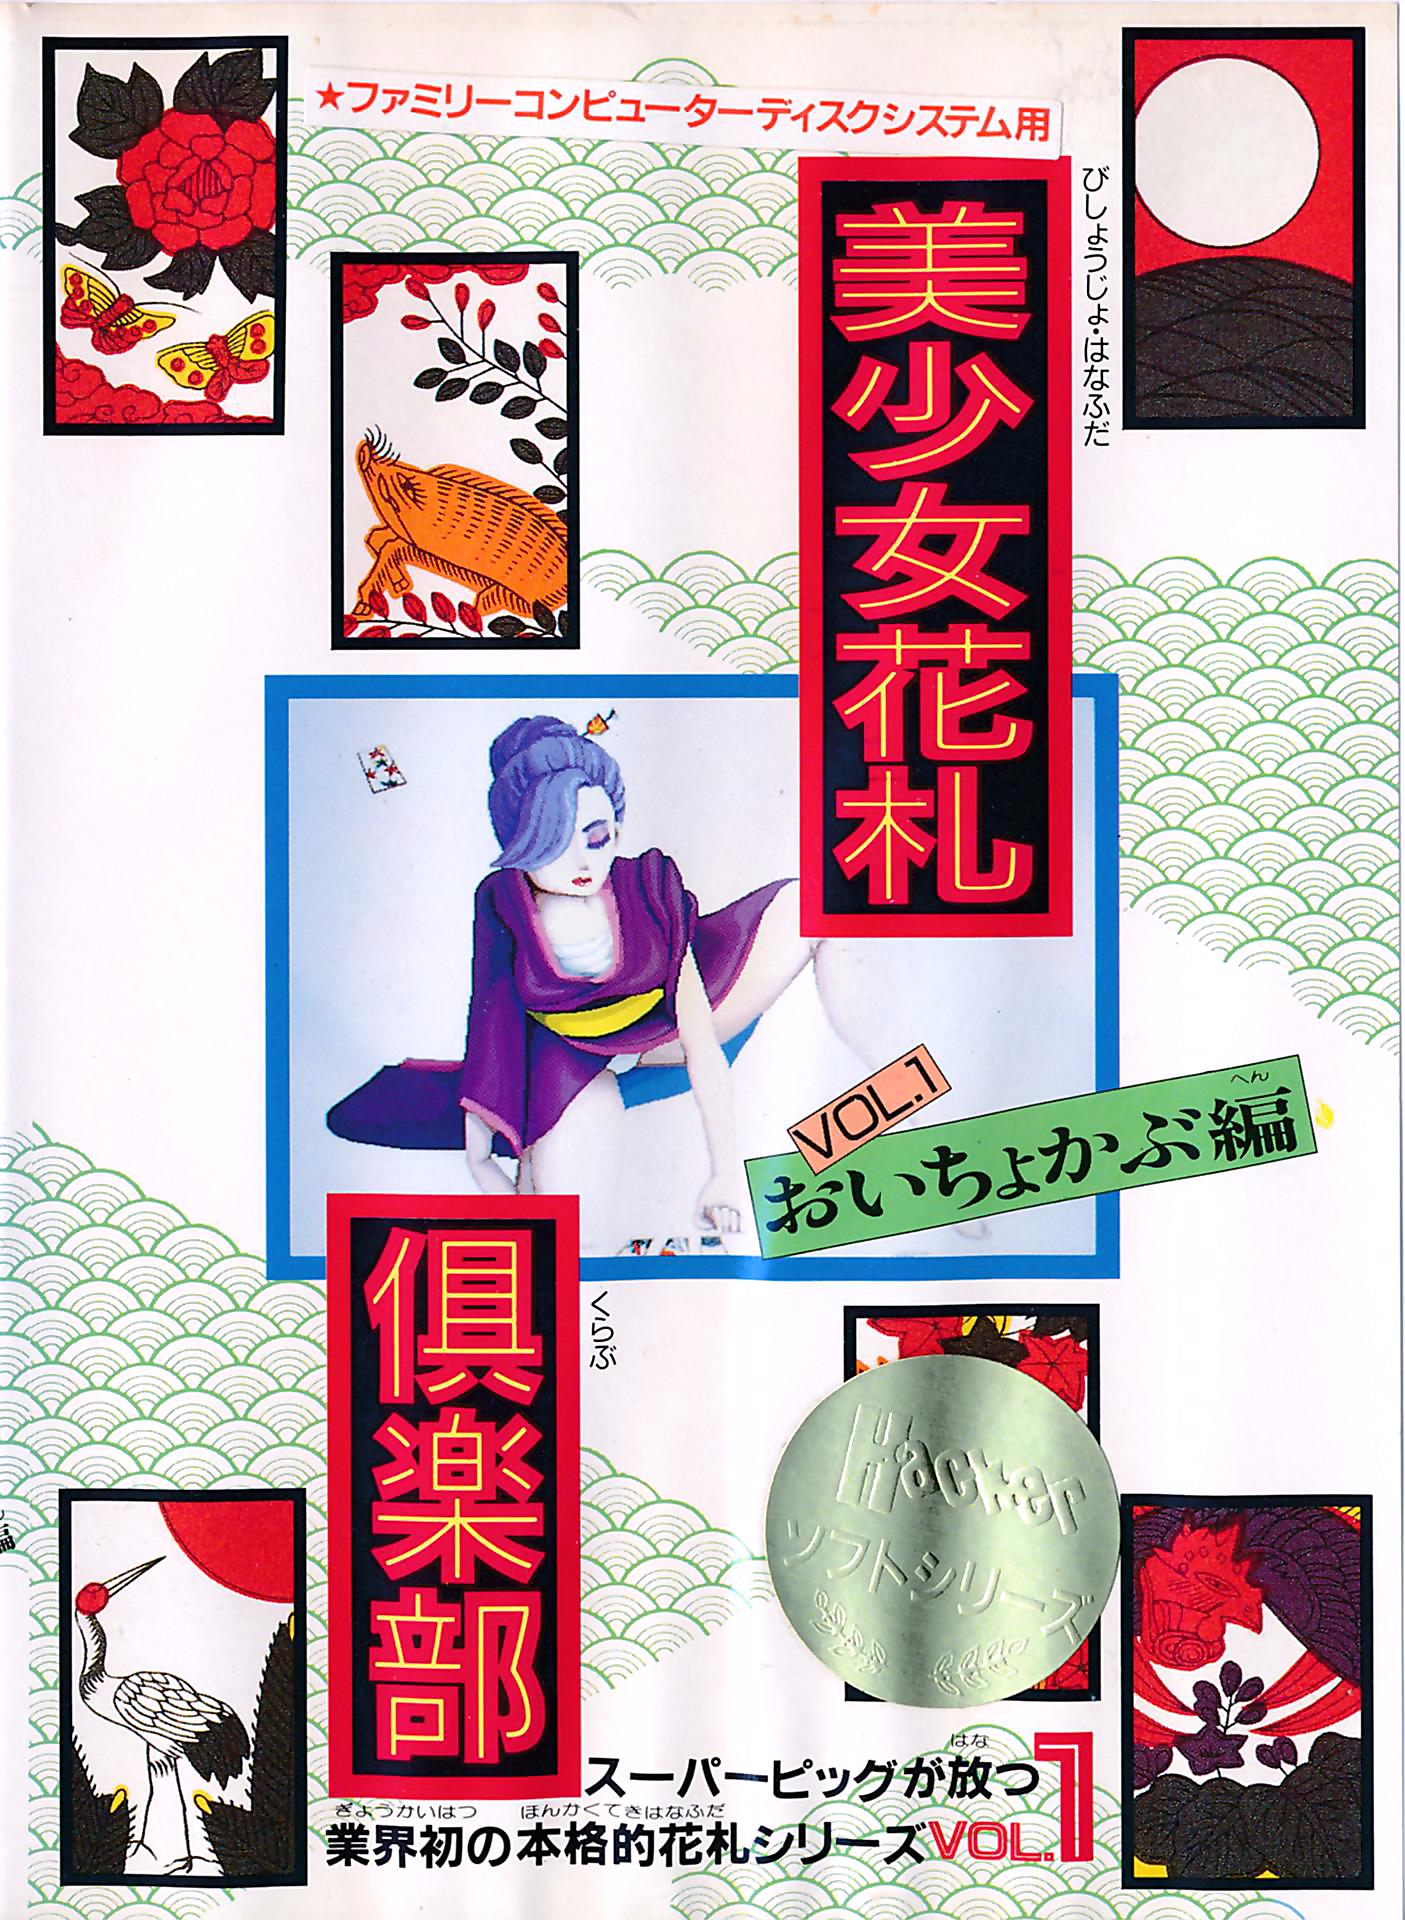 ★ファミリーコンピューターディスクシステム用
美少女花札
びしょうじょ・はなふだ
VOL.1
へん
おいちょかぶ編
倶楽部
くらぶ
Hacker
ソフトシリーズ
はな
スーパーピッグが放つ
ぎょうかいはつ ほんかくてきはなふだ
業界初の本格的花札シリーズVOL.1
編